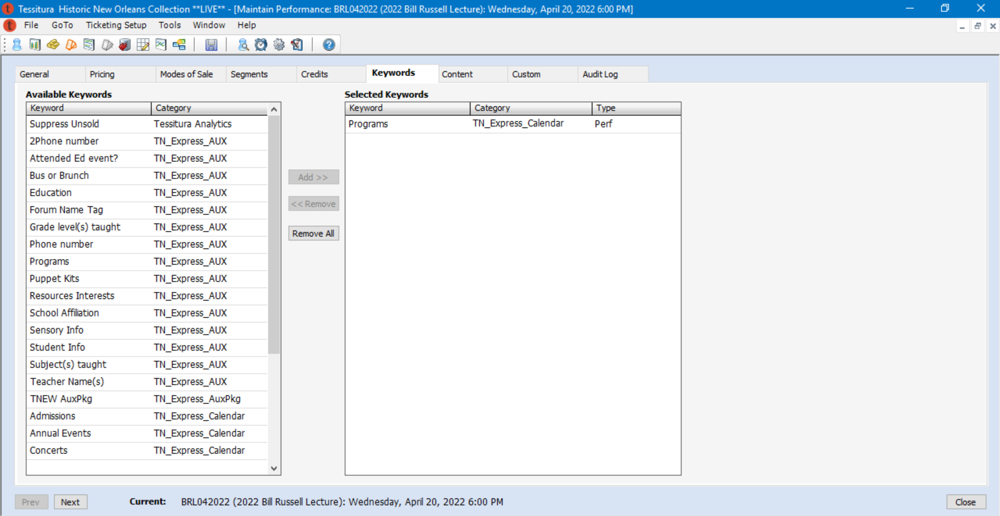 Tessitura Historic New Orleans Collection **LIVE** - [Maintain Performance: BRL042022 (2022 Bill Russell Lecture): Wednesday, April 20, 2022 6:00 PM]
File GoTo Ticketing Setup Tools Window Help
General Pricing Modes of Sale Segments Credits Keywords Content Custom Audit Log
Available Keywords
Keyword Category
Suppress Unsold Tessitura Analytics
2Phone number TN_Express_AUX
Attended Ed event? TN_Express_AUX
Bus or Brunch TN_Express_AUX
Education TN_Express_AUX
Forum Name Tag TN_Express_AUX
Grade level(s) taught TN_Express_AUX
Phone number TN_Express_AUX
Programs TN_Express_AUX
Puppet Kits TN_Express_AUX
Resources Interests TN_Express_AUX
School Affiliation TN_Express_AUX
Sensory Info TN_Express_AUX
Student Info TN_Express_AUX
Subject(s) taught TN_Express_AUX
Teacher Name(s) TN_Express_AUX
TNEW AuxPkg TN_Express_AuxPkg
Admissions TN_Express_Calendar
Annual Events TN_Express_Calendar
Concerts TN_Express_Calendar
Add >>
<< Remove
Remove All
Selected Keywords
Keyword Category Type
Programs TN_Express_Calendar Perf
Prev Next Current: BRL042022 (2022 Bill Russell Lecture): Wednesday, April 20, 2022 6:00 PM Close